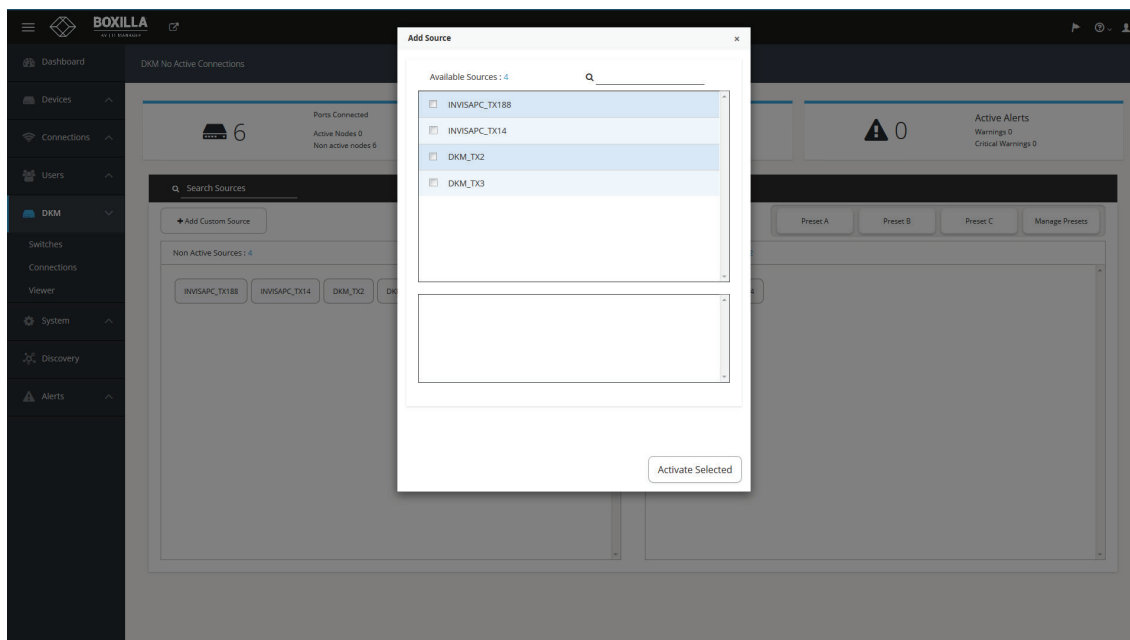 BOXILLA
Dashboard
Devices
Connections
Users
DKM
Switches
Connections
Viewer
System
Discovery
Alerts
DKM No Active Connections
6
Ports Connected
Active Nodes 0
Non active nodes 6
0
Active Alerts
Warnings 0
Critical Warnings 0
Search Sources
+ Add Custom Source
Preset A
Preset B
Preset C
Manage Presets
Non Active Sources : 4
INVISAPC_TX188
INVISAPC_TX14
DKM_TX2
Add Source
×
Available Sources : 4
INVISAPC_TX188
INVISAPC_TX14
DKM_TX2
DKM_TX3
Activate Selected